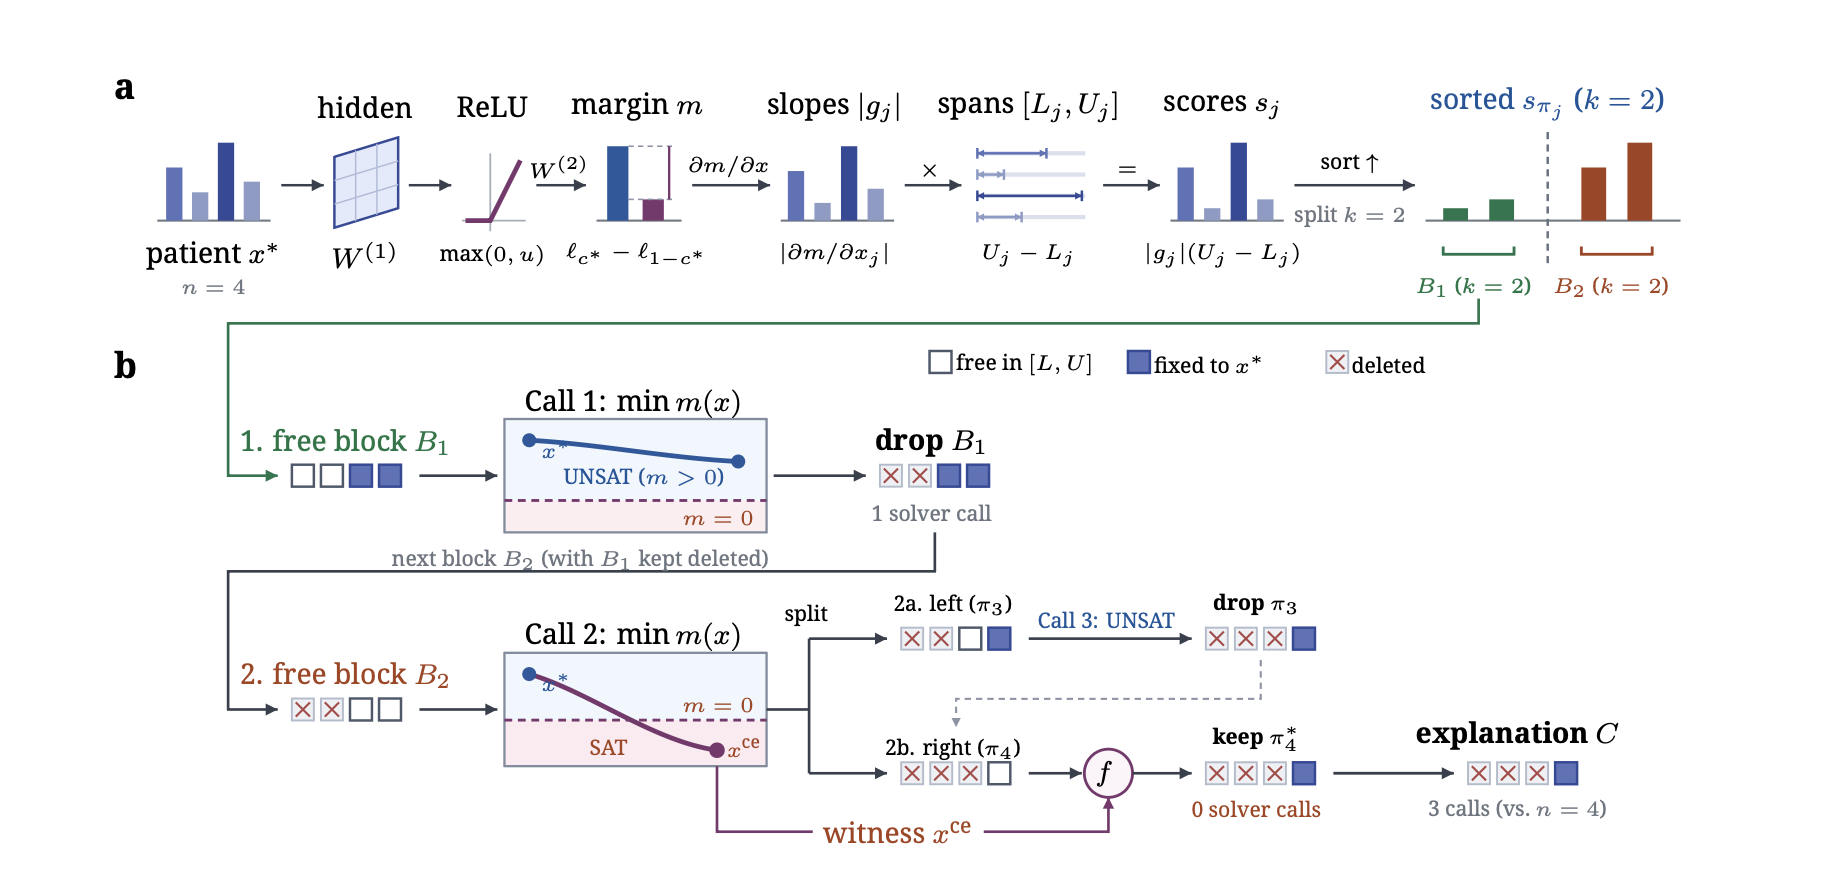 a
hidden
ReLU
margin m
slopes |g_j|
spans [L_j, U_j]
scores s_j
sorted s_{π_j} (k = 2)
W^{(2)}
∂m/∂x
×
=
sort ↑
split k = 2
patient x*
n = 4
W^{(1)}
max(0, u)
ℓ_{c*} − ℓ_{1−c*}
|∂m/∂x_j|
U_j − L_j
|g_j|(U_j − L_j)
B_1 (k = 2)
B_2 (k = 2)
b
free in [L, U]
fixed to x*
deleted
Call 1: min m(x)
1. free block B_1
x*
UNSAT (m > 0)
m = 0
drop B_1
1 solver call
next block B_2 (with B_1 kept deleted)
Call 2: min m(x)
2. free block B_2
x*
m = 0
SAT
x^{ce}
split
2a. left (π_3)
Call 3: UNSAT
drop π_3
2b. right (π_4)
f
keep π_4^*
0 solver calls
explanation C
3 calls (vs. n = 4)
witness x^{ce}